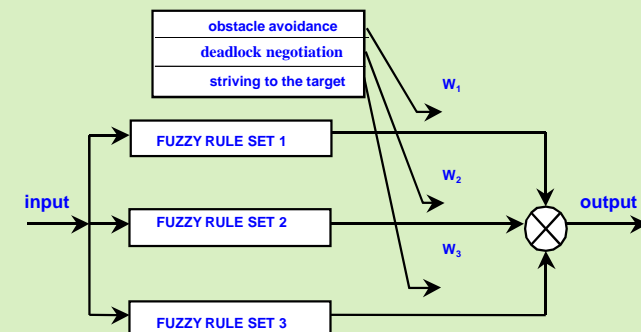 obstacle avoidance
deadlock negotiation
striving to the target
W₁
FUZZY RULE SET 1
W₂
input
output
FUZZY RULE SET 2
W₃
FUZZY RULE SET 3